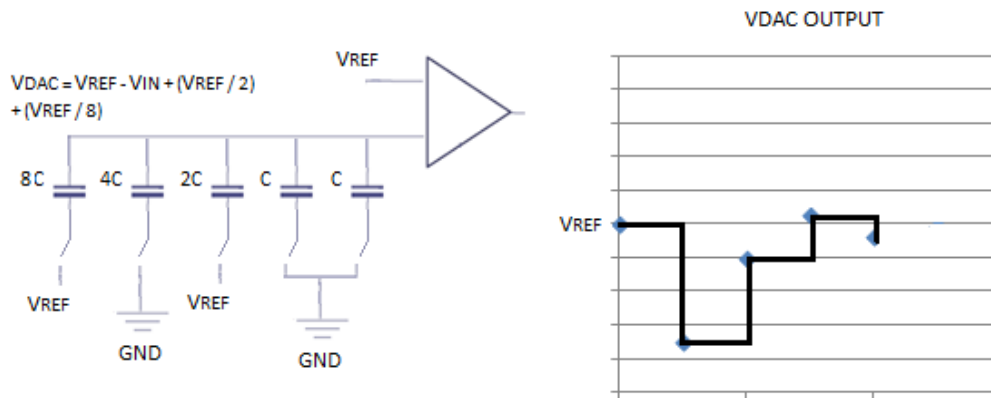 VDAC OUTPUT
VREF
VDAC = VREF - VIN + (VREF / 2)
+ (VREF / 8)
8C 4C 2C C C
VREF
VREF VREF
GND GND